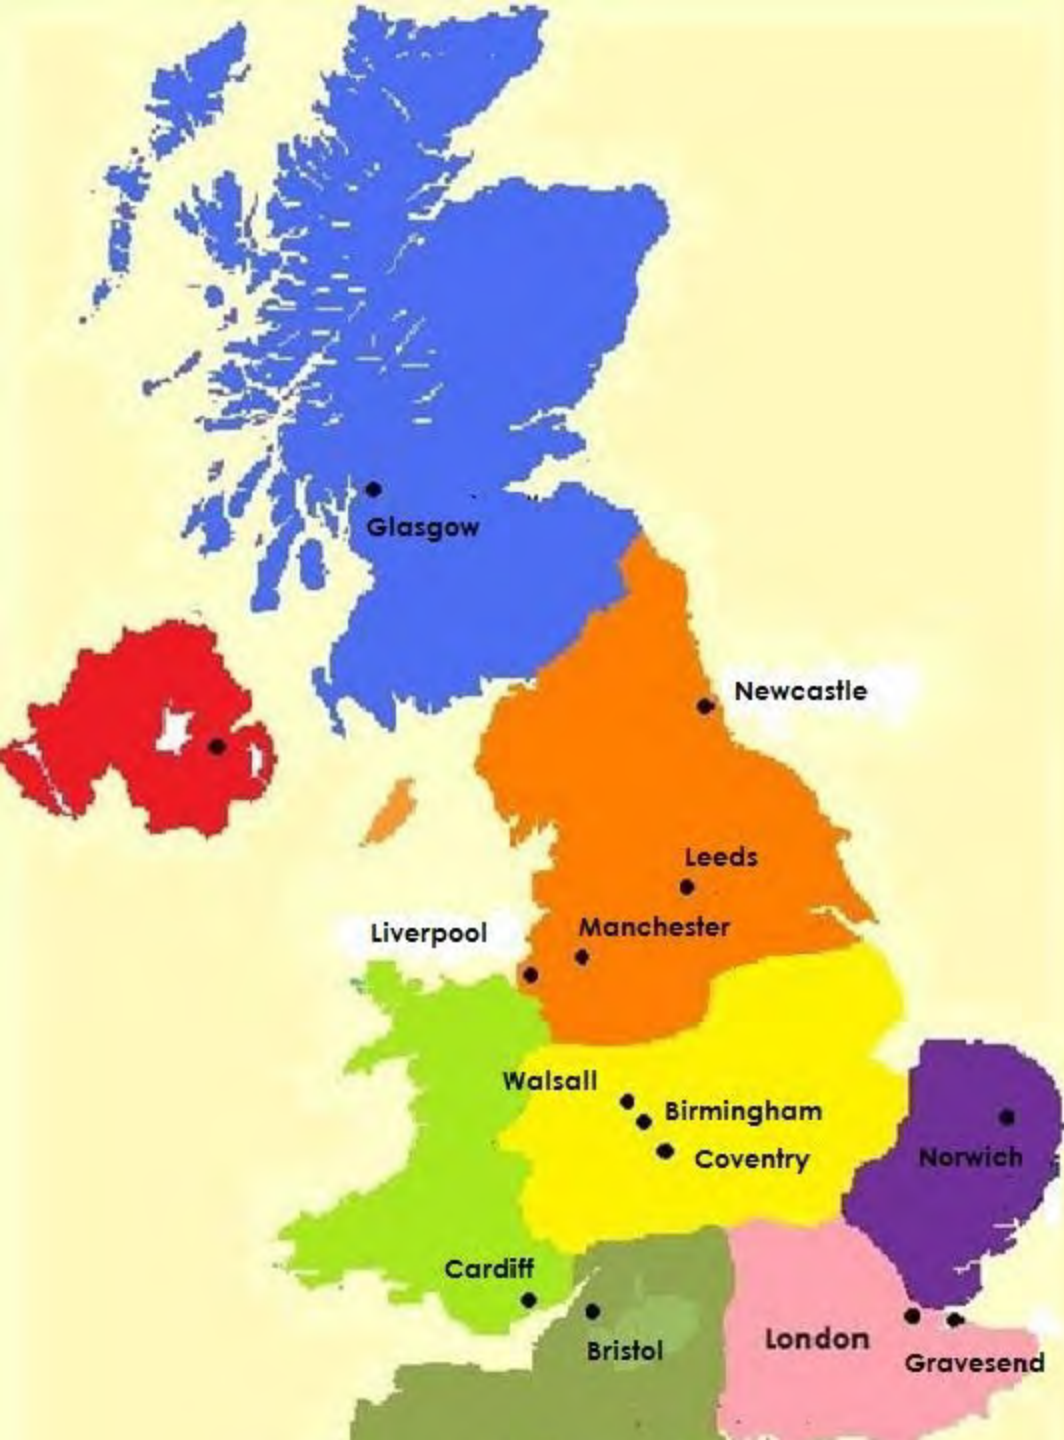 Glasgow
Newcastle
Leeds
Manchester
Liverpool
Walsall
Birmingham
Coventry
Norwich
Cardiff
Bristol
London
Gravesend